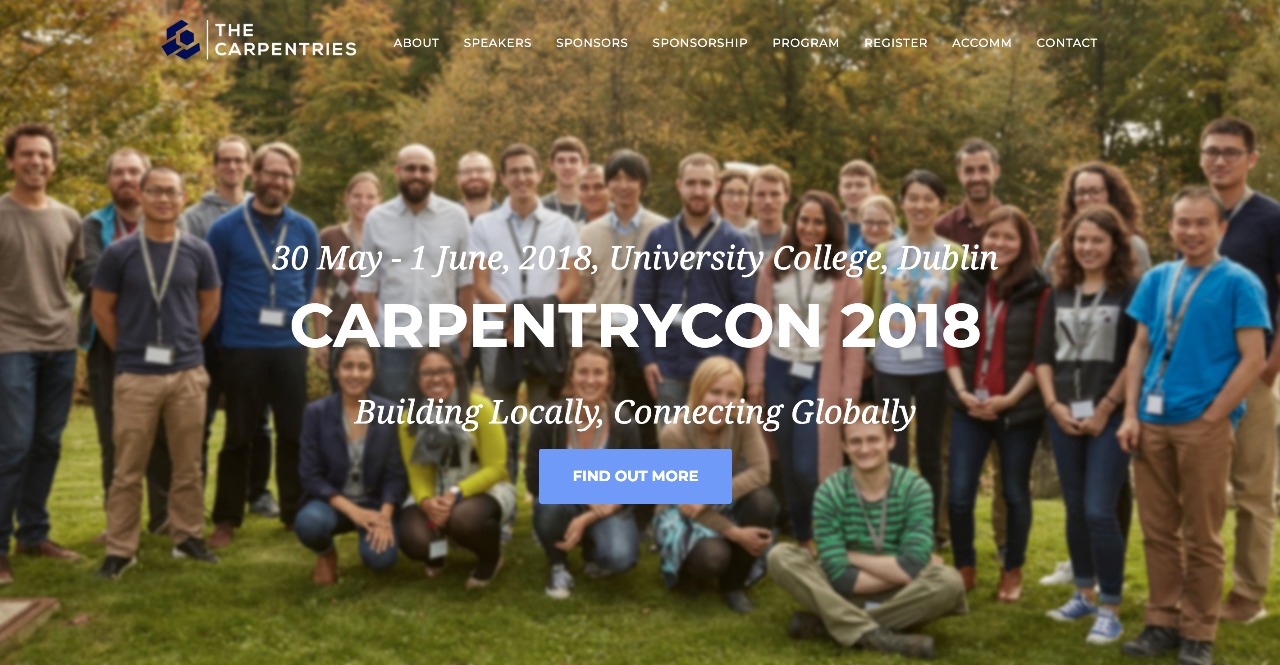 THE
CARPENTRIES
ABOUT SPEAKERS SPONSORS SPONSORSHIP PROGRAM REGISTER ACCOMM CONTACT
30 May - 1 June, 2018, University College, Dublin
CARPENTRYCON 2018
Building Locally, Connecting Globally
FIND OUT MORE